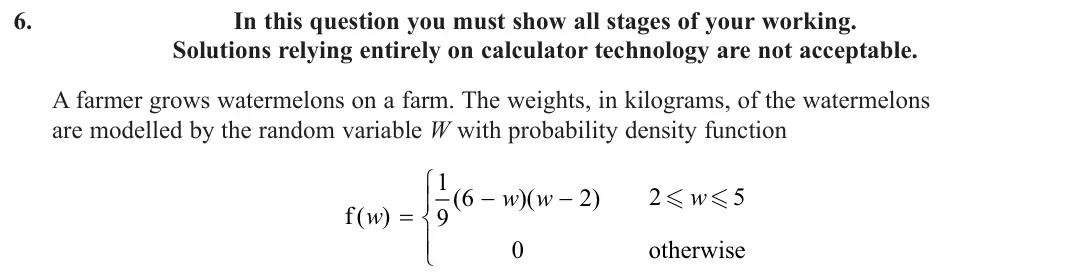 6. In this question you must show all stages of your working.
Solutions relying entirely on calculator technology are not acceptable.
A farmer grows watermelons on a farm. The weights, in kilograms, of the watermelons
are modelled by the random variable W with probability density function
f(w) = { 1/9 (6 − w)(w − 2)    2 ⩽ w ⩽ 5
0    otherwise